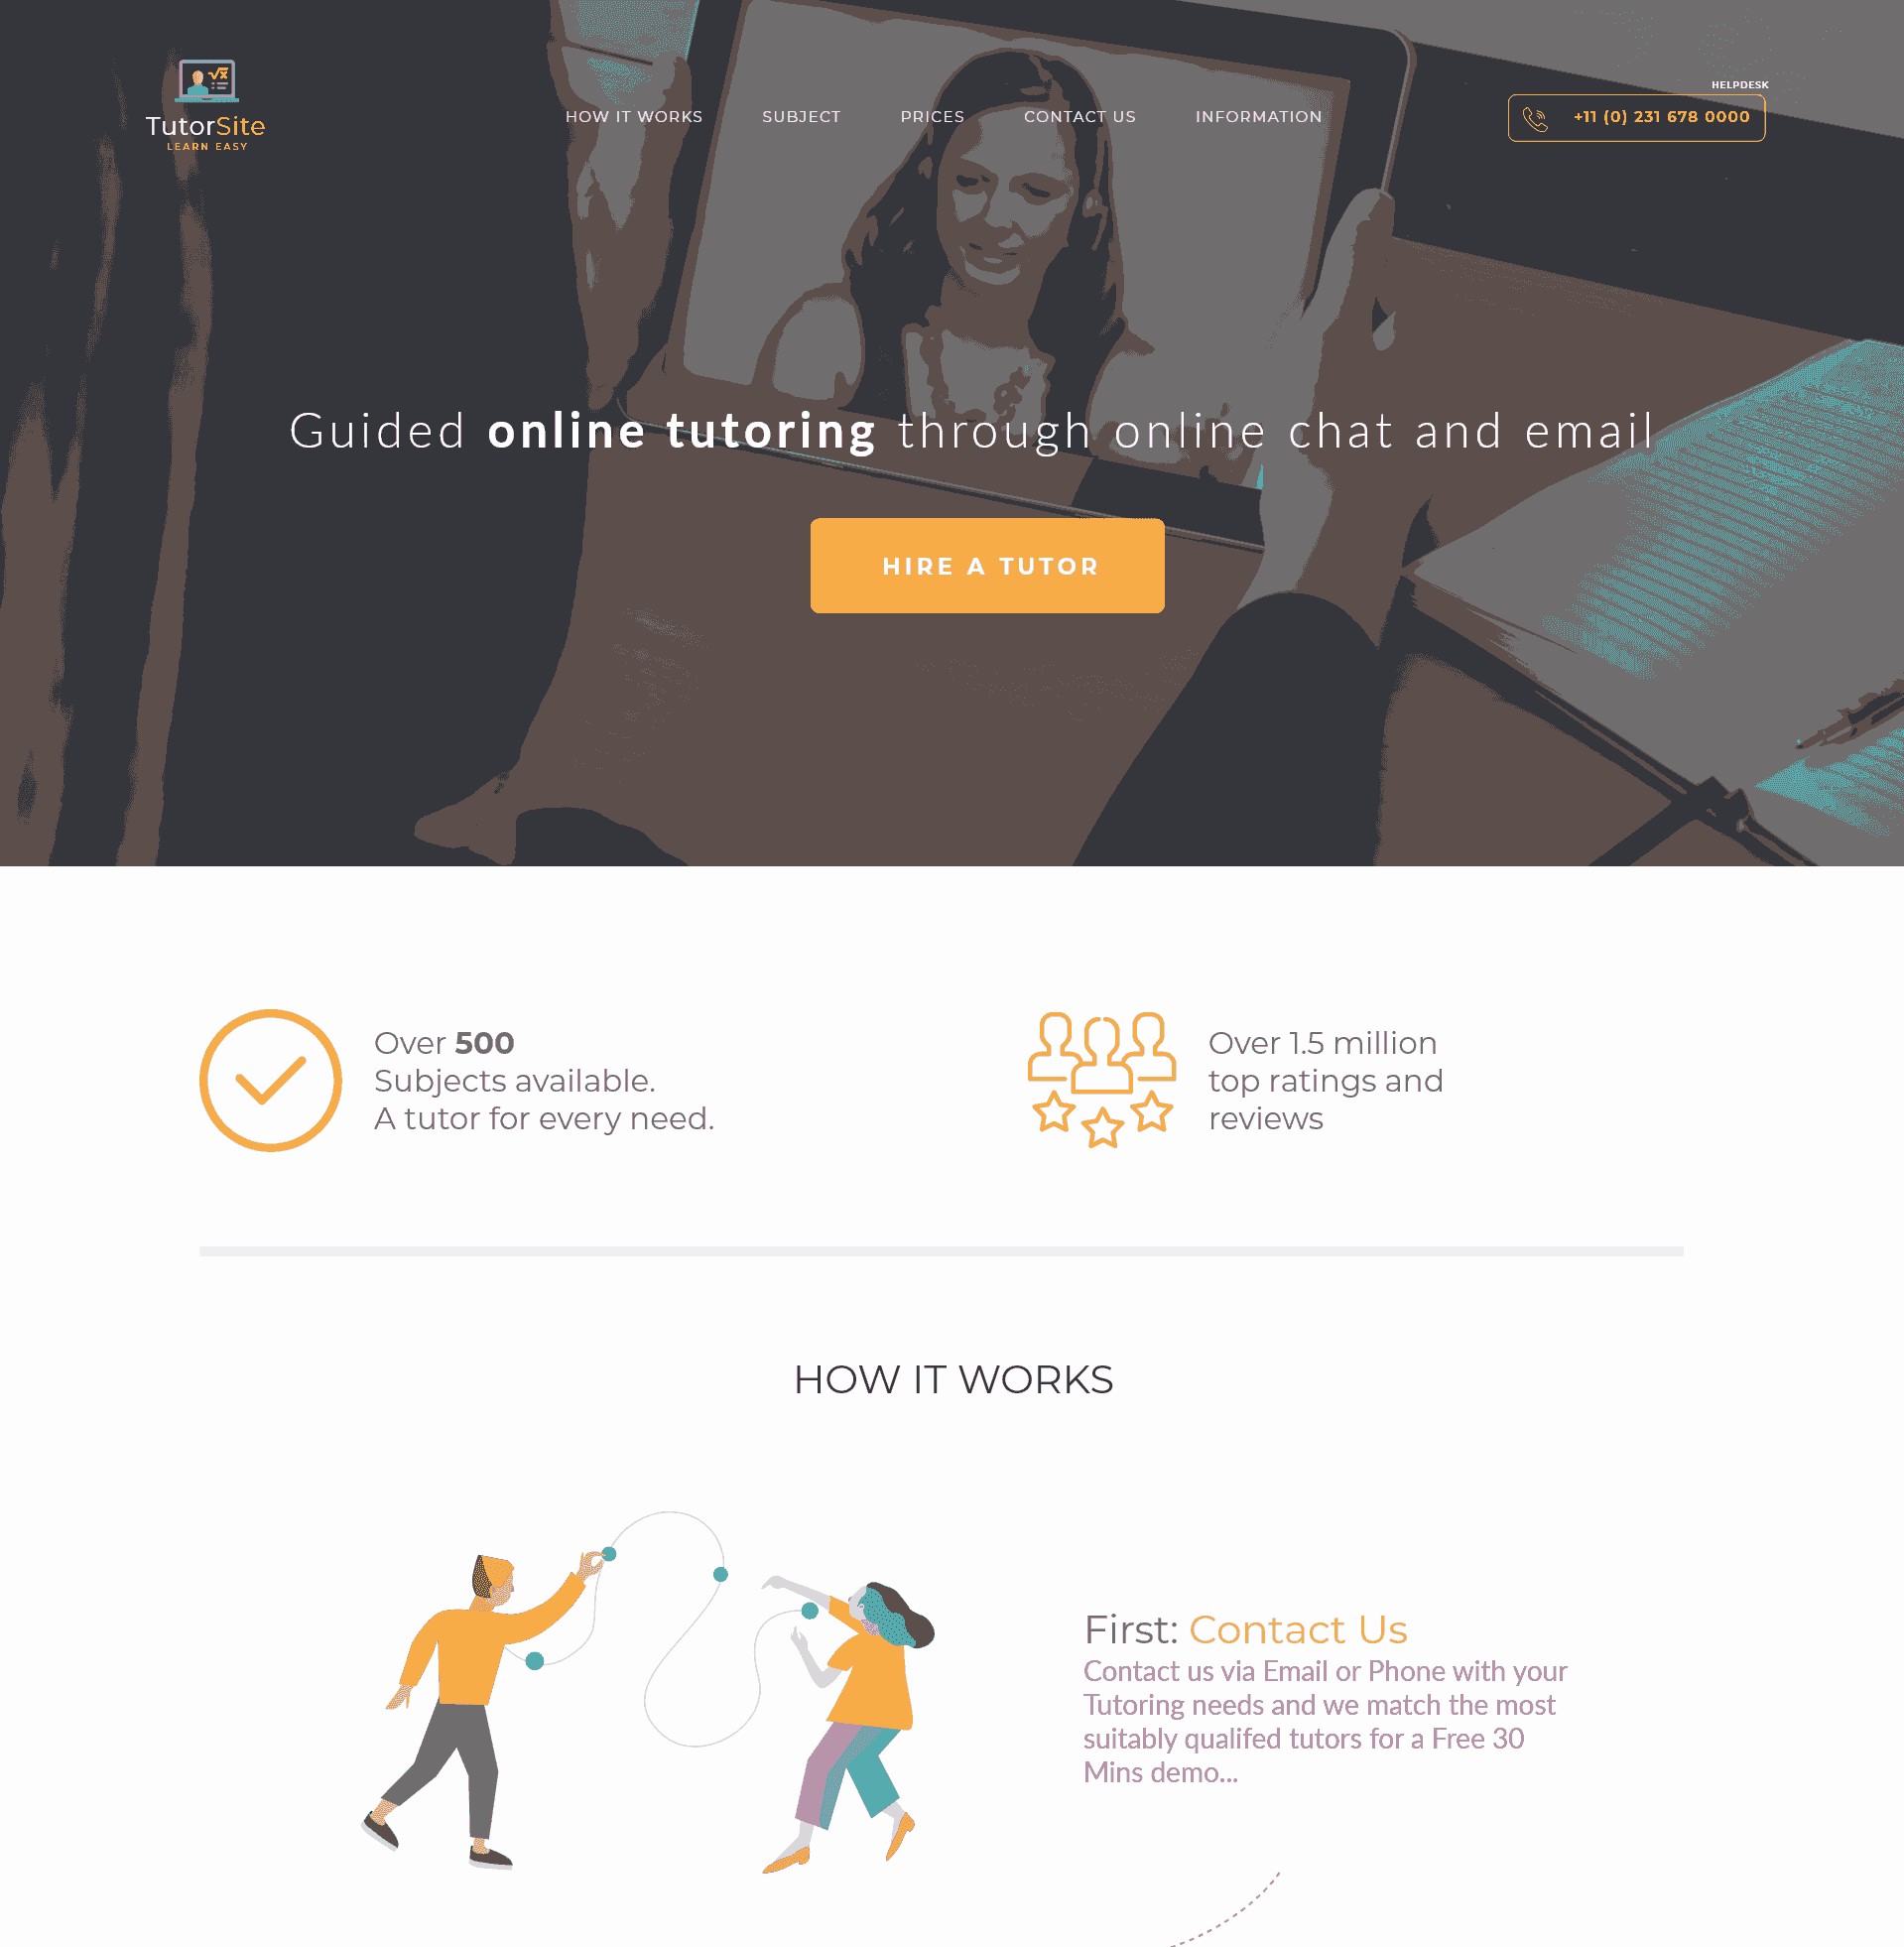 TutorSite
LEARN EASY
HOW IT WORKS
SUBJECT
PRICES
CONTACT US
INFORMATION
HELPDESK
+11 (0) 231 678 0000
Guided online tutoring through online chat and email
HIRE A TUTOR
Over 500
Subjects available.
A tutor for every need.
Over 1.5 million
top ratings and
reviews
HOW IT WORKS
First: Contact Us
Contact us via Email or Phone with your
Tutoring needs and we match the most
suitably qualifed tutors for a Free 30
Mins demo...